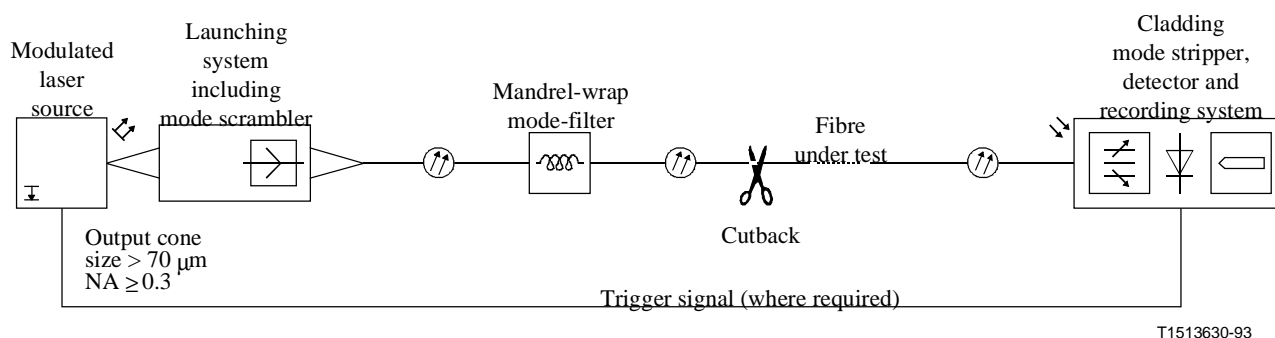 Modulated
laser
source
Launching
system
including
mode scrambler
Mandrel-wrap
mode-filter
Fibre
under test
Cladding
mode stripper,
detector and
recording system
Output cone
size > 70 μm
NA ≥ 0.3
Cutback
Trigger signal (where required)
T1513630-93